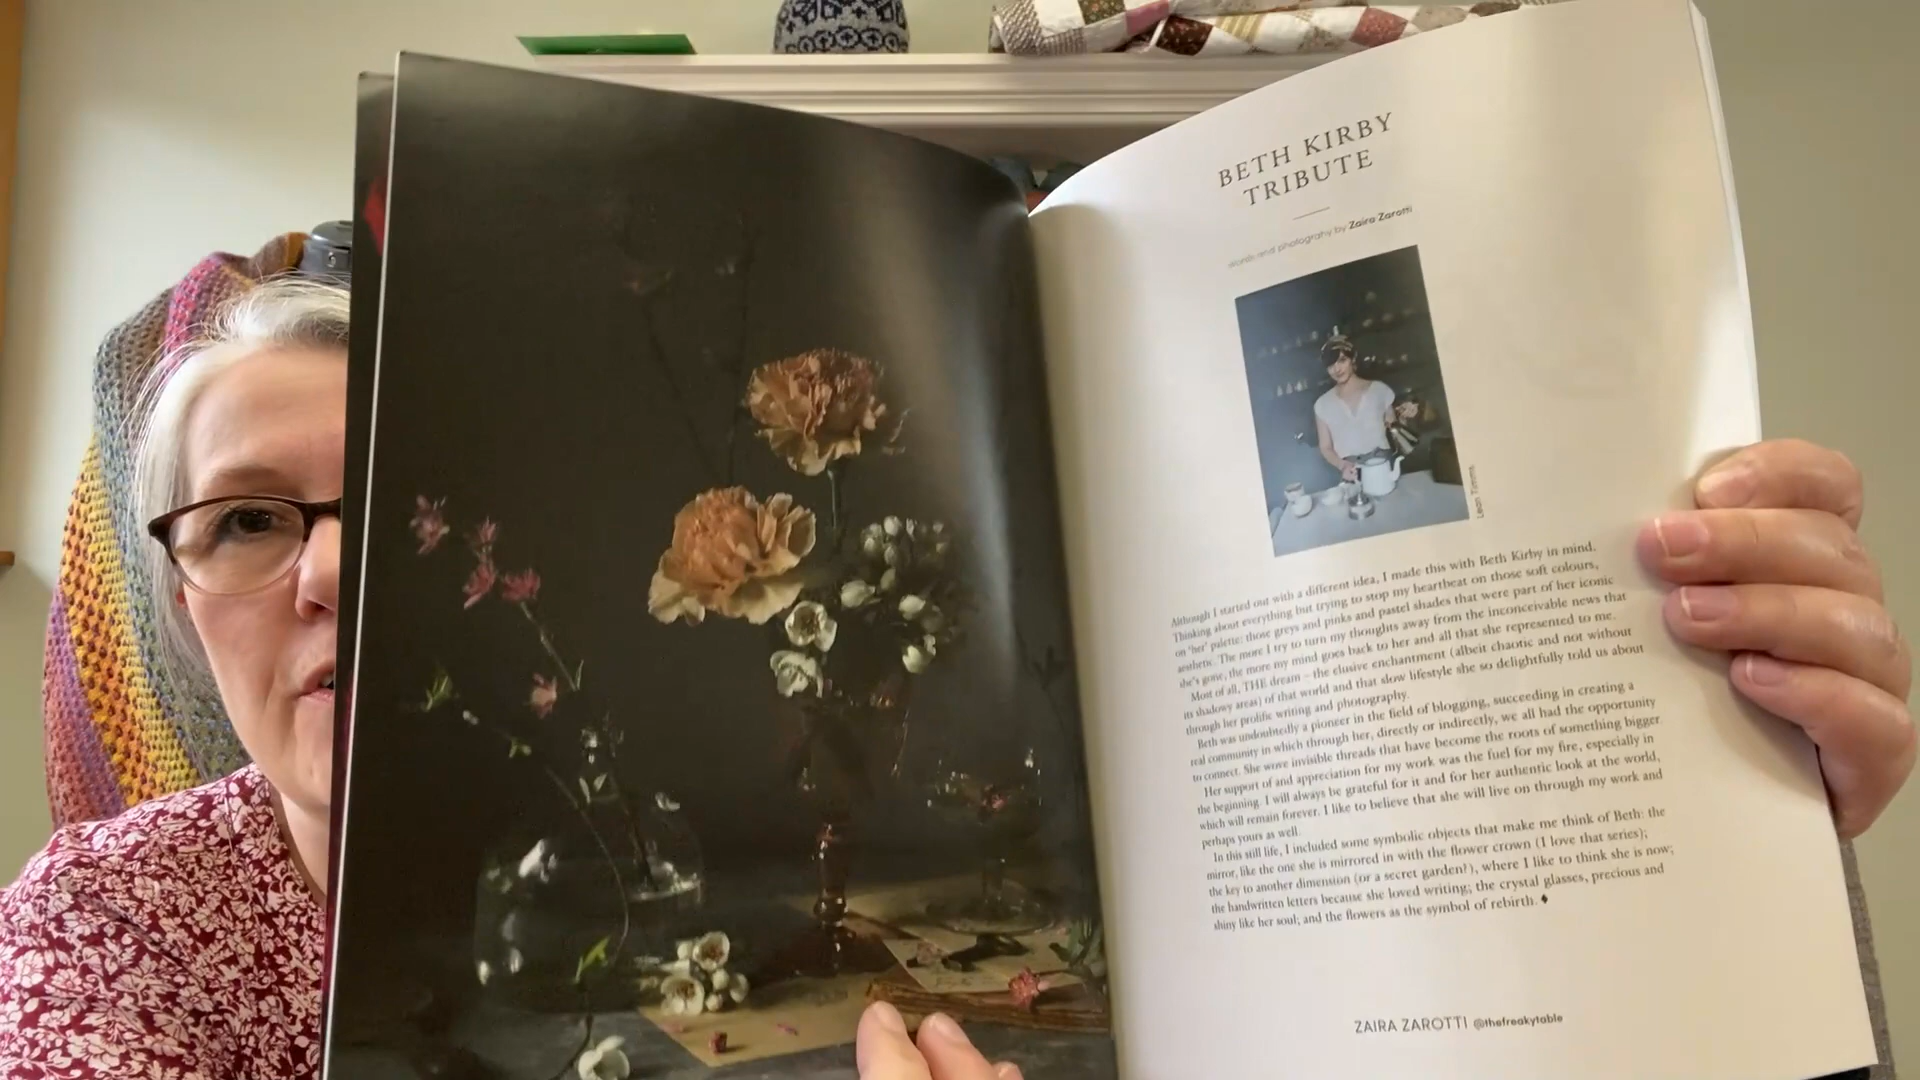 BETH KIRBY
TRIBUTE
words and photography by Zaira Zarotti
Leah Timms
Although I started out with a different idea, I made this with Beth Kirby in mind.
Thinking about everything but trying to stop my heartbeat on those soft colours,
on 'her' palette: those greys and pinks and pastel shades that were part of her iconic
aesthetic. The more I try to turn my thoughts away from the inconceivable news that
she's gone, the more my mind goes back to her and all that she represented to me.
Most of all, THE dream – the elusive enchantment (albeit chaotic and not without
its shadowy areas) of that world and that slow lifestyle she so delightfully told us about
through her prolific writing and photography.
Beth was undoubtedly a pioneer in the field of blogging, succeeding in creating a
real community in which through her, directly or indirectly, we all had the opportunity
to connect. She wove invisible threads that have become the roots of something bigger.
Her support of and appreciation for my work was the fuel for my fire, especially in
the beginning. I will always be grateful for it and for her authentic look at the world,
which will remain forever. I like to believe that she will live on through my work and
perhaps yours as well.
In this still life, I included some symbolic objects that make me think of Beth: the
mirror, like the one she is mirrored in with the flower crown (I love that series);
the key to another dimension (or a secret garden?), where I like to think she is now;
the handwritten letters because she loved writing; the crystal glasses, precious and
shiny like her soul; and the flowers as the symbol of rebirth. ♦
ZAIRA ZAROTTI @thefreakytable